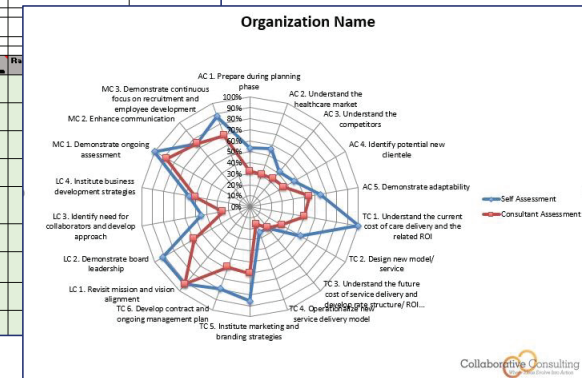 Organization Name
AC 1. Prepare during planning
phase
AC 2. Understand the
healthcare market
AC 3. Understand the
competitors
AC 4. Identify potential new
clientele
AC 5. Demonstrate adaptability
TC 1. Understand the current
cost of care delivery and the
related ROI
TC 2. Design new model/
service
TC 3. Understand the future
cost of service delivery and
develop rate structure/ ROI...
TC 4. Operationalize new
service delivery model
TC 5. Institute marketing and
branding strategies
TC 6. Develop contract and
ongoing management plan
LC 1. Revisit mission and vision
alignment
LC 2. Demonstrate board
leadership
LC 3. Identify need for
collaborators and develop
approach
LC 4. Institute business
development strategies
MC 1. Demonstrate ongoing
assessment
MC 2. Enhance communication
MC 3. Demonstrate continuous
focus on recruitment and
employee development
100%
90%
80%
70%
60%
50%
40%
30%
20%
10%
0%
Self Assessment
Consultant Assessment
Collaborative Consulting